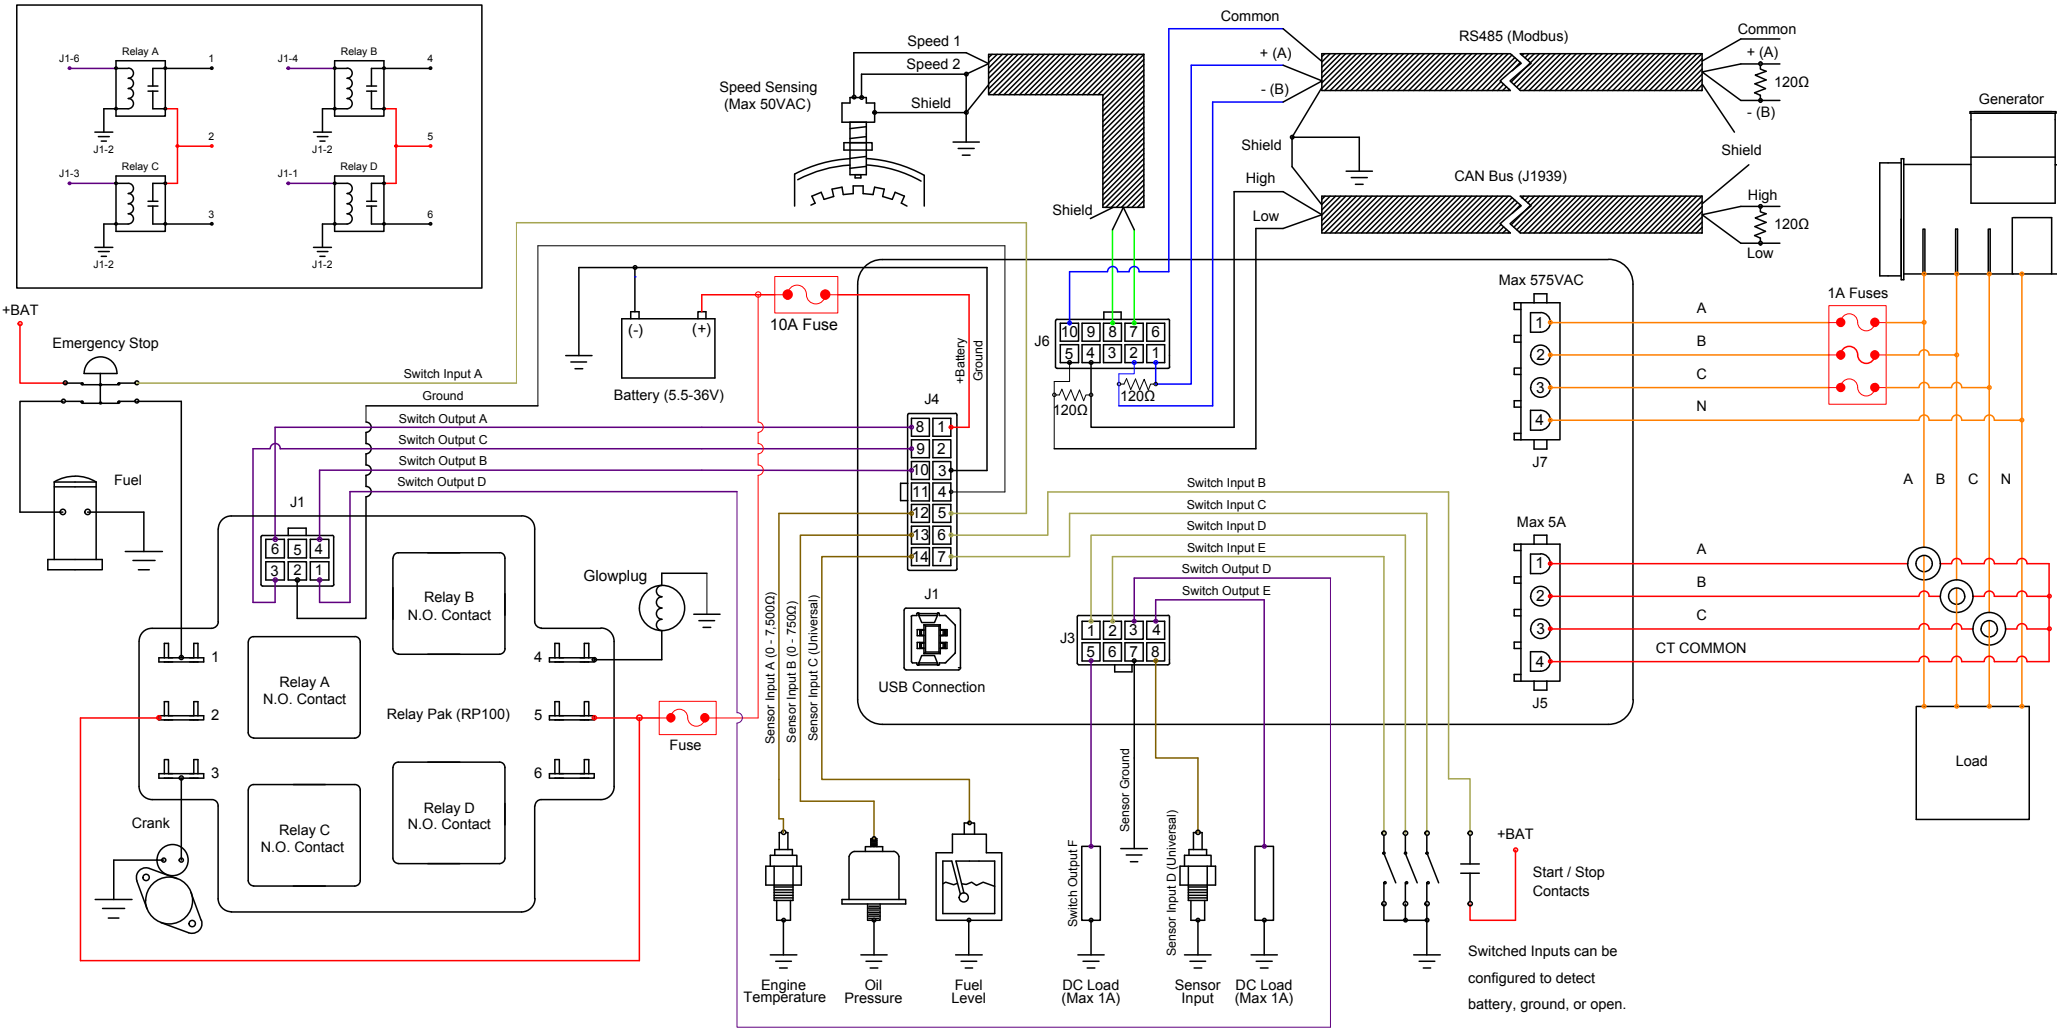 Relay A
J1-6
1
J1-2
2
Relay C
J1-3
3
J1-2
Relay B
J1-4
4
J1-2
5
Relay D
J1-1
6
J1-2
Speed Sensing
(Max 50VAC)
Speed 1
Speed 2
Shield
Shield
Common
+ (A)
- (B)
RS485 (Modbus)
Common
+ (A)
120Ω
- (B)
Shield
Shield
High
Low
CAN Bus (J1939)
High
120Ω
Low
Generator
+BAT
Emergency Stop
Switch Input A
Ground
Switch Output A
Switch Output C
Switch Output B
Switch Output D
Fuel
(-)
(+)
Battery (5.5-36V)
10A Fuse
+Battery
Ground
J6
10 9 8 7 6
5 4 3 2 1
120Ω
120Ω
Max 575VAC
1
2
3
4
J7
A
B
C
N
1A Fuses
A B C N
J4
8 1
9 2
10 3
11 4
12 5
13 6
14 7
J1
USB Connection
Switch Input B
Switch Input C
Switch Input D
Switch Input E
Switch Output D
Switch Output E
J3
1 2 3 4
5 6 7 8
Max 5A
1
2
3
4
J5
A
B
C
CT COMMON
Load
J1
6 5 4
3 2 1
Relay B
N.O. Contact
Relay A
N.O. Contact
Relay Pak (RP100)
Relay C
N.O. Contact
Relay D
N.O. Contact
1
2
3
4
5
6
Glowplug
Fuse
Crank
Sensor Input A (0 - 7,500Ω)
Sensor Input B (0 - 750Ω)
Sensor Input C (Universal)
Engine
Temperature
Oil
Pressure
Fuel
Level
Switch Output F
Sensor Ground
Sensor Input D (Universal)
DC Load
(Max 1A)
Sensor
Input
DC Load
(Max 1A)
+BAT
Start / Stop
Contacts
Switched Inputs can be
configured to detect
battery, ground, or open.